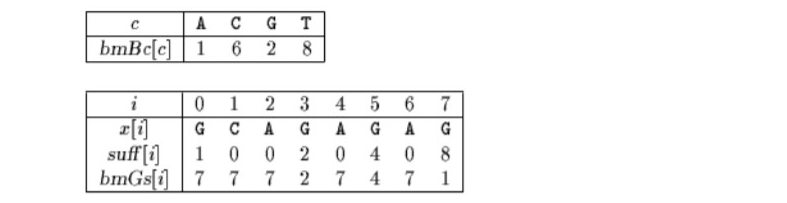 c A C G T
bmBc[c] 1 6 2 8
i 0 1 2 3 4 5 6 7
x[i] G C A G A G A G
suff[i] 1 0 0 2 0 4 0 8
bmGs[i] 7 7 7 2 7 4 7 1